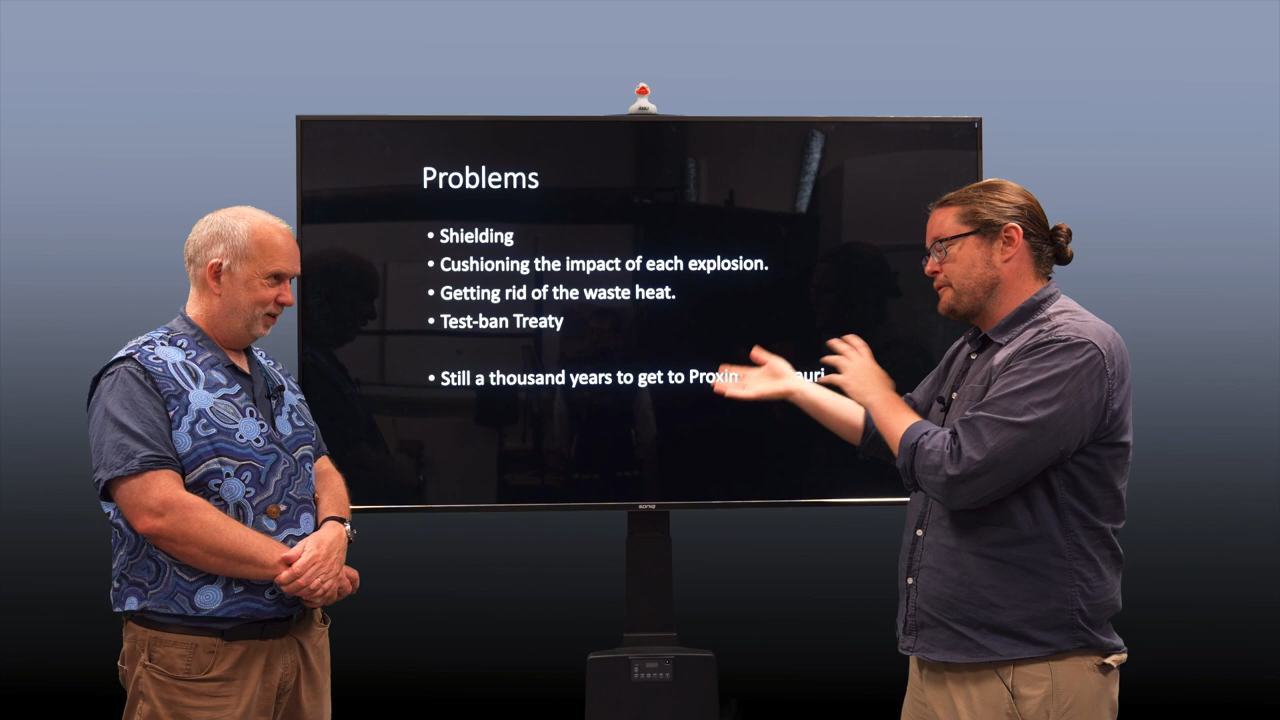 Problems
• Shielding
• Cushioning the impact of each explosion.
• Getting rid of the waste heat.
• Test-ban Treaty
• Still a thousand years to get to
soniq